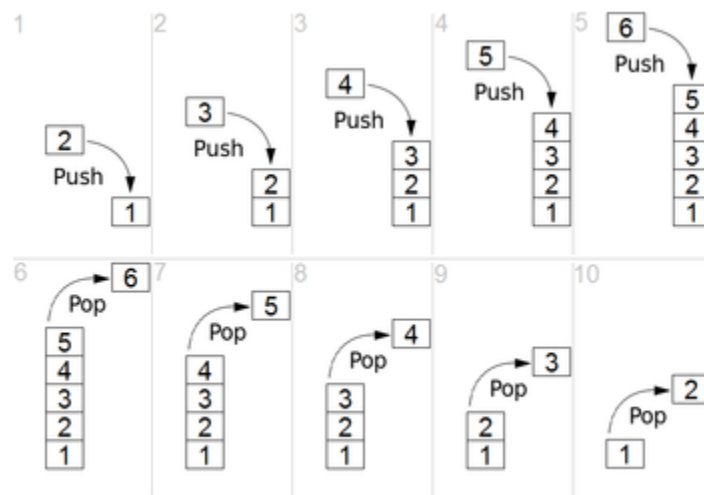 1 2 3 4 5
2 Push 1
3 Push 2 1
4 Push 3 2 1
5 Push 4 3 2 1
6 Push 5 4 3 2 1
6 7 8 9 10
6 Pop 5 4 3 2 1
5 Pop 4 3 2 1
4 Pop 3 2 1
3 Pop 2 1
2 Pop 1